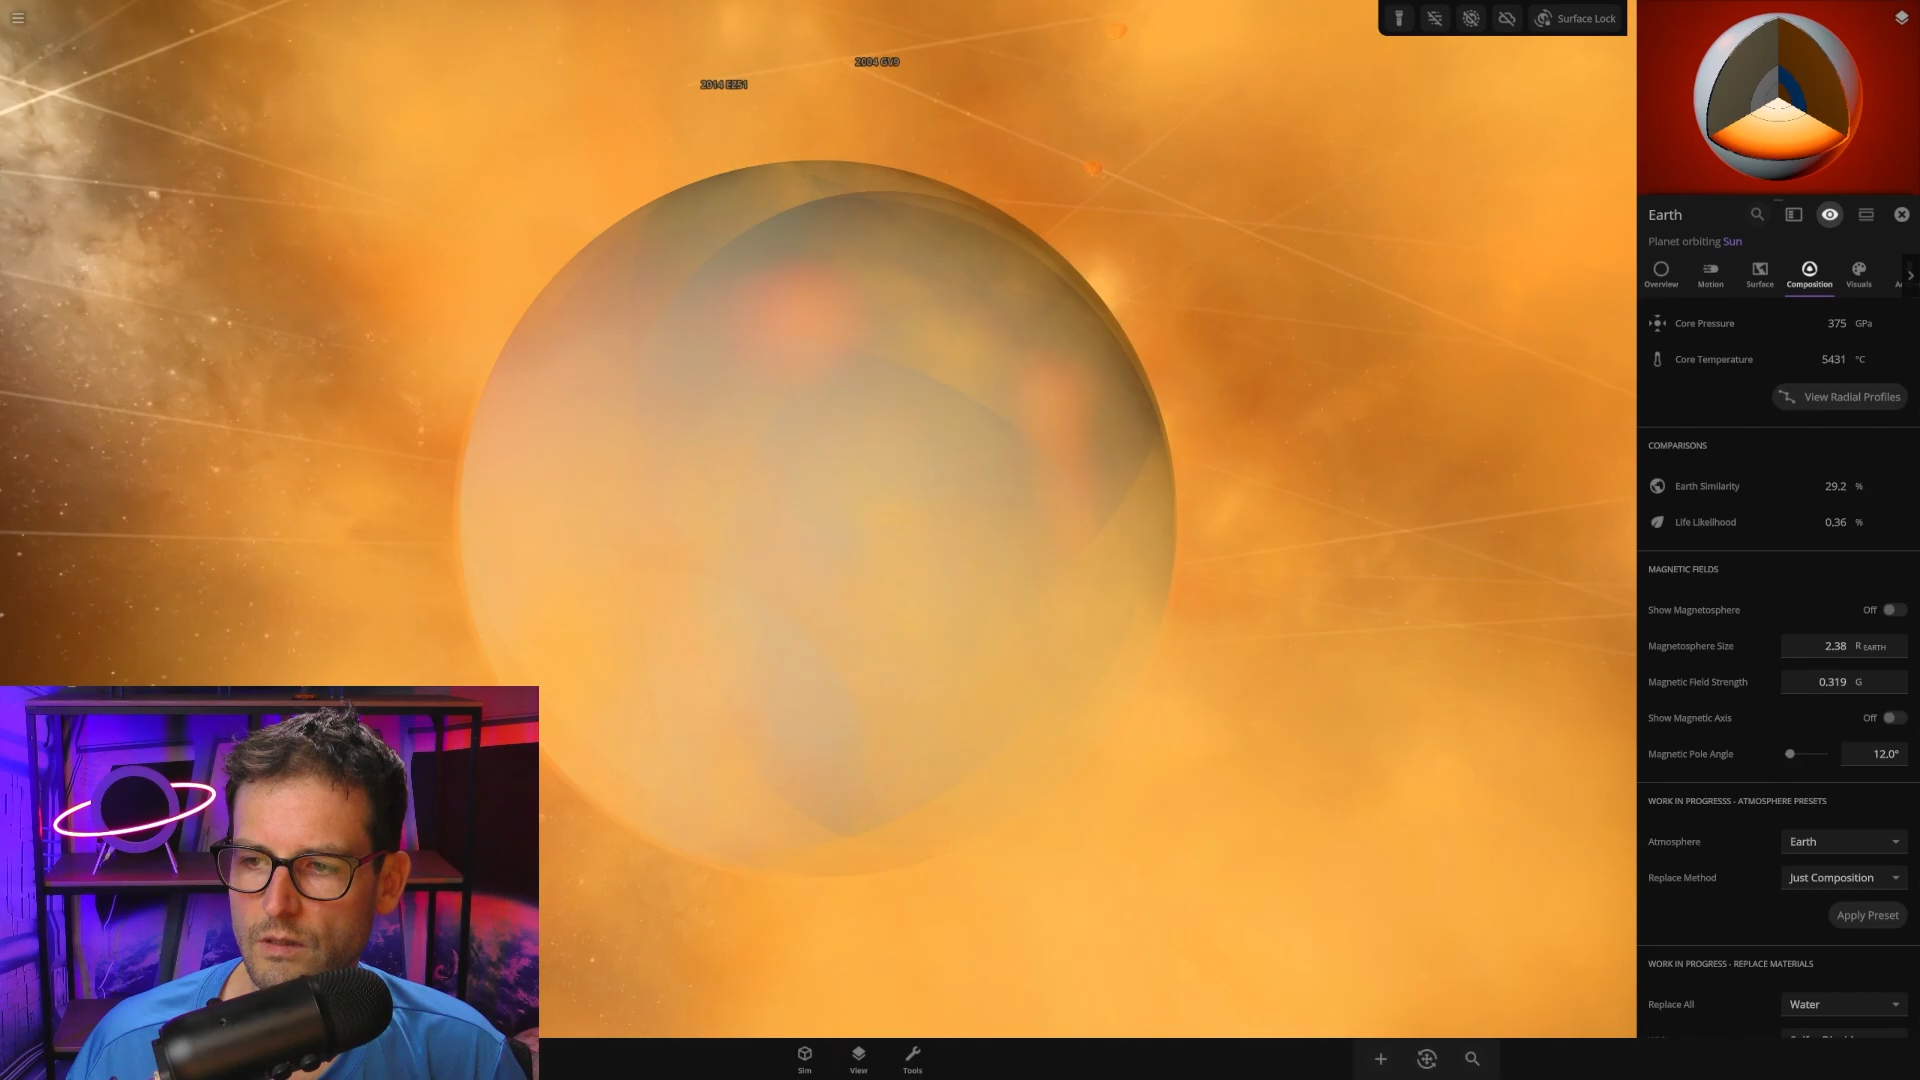 Surface Lock
2004 GV9
2014 EZ51
Earth
Planet orbiting Sun
Overview Motion Surface Composition Visuals
Core Pressure 375 GPa
Core Temperature 5431 °C
View Radial Profiles
COMPARISONS
Earth Similarity 29.2 %
Life Likelihood 0.36 %
MAGNETIC FIELDS
Show Magnetosphere Off
Magnetosphere Size 2.38 R EARTH
Magnetic Field Strength 0.319 G
Show Magnetic Axis Off
Magnetic Pole Angle 12.0°
WORK IN PROGRESSS - ATMOSPHERE PRESETS
Atmosphere Earth
Replace Method Just Composition
Apply Preset
WORK IN PROGRESS - REPLACE MATERIALS
Replace All Water
Sim View Tools